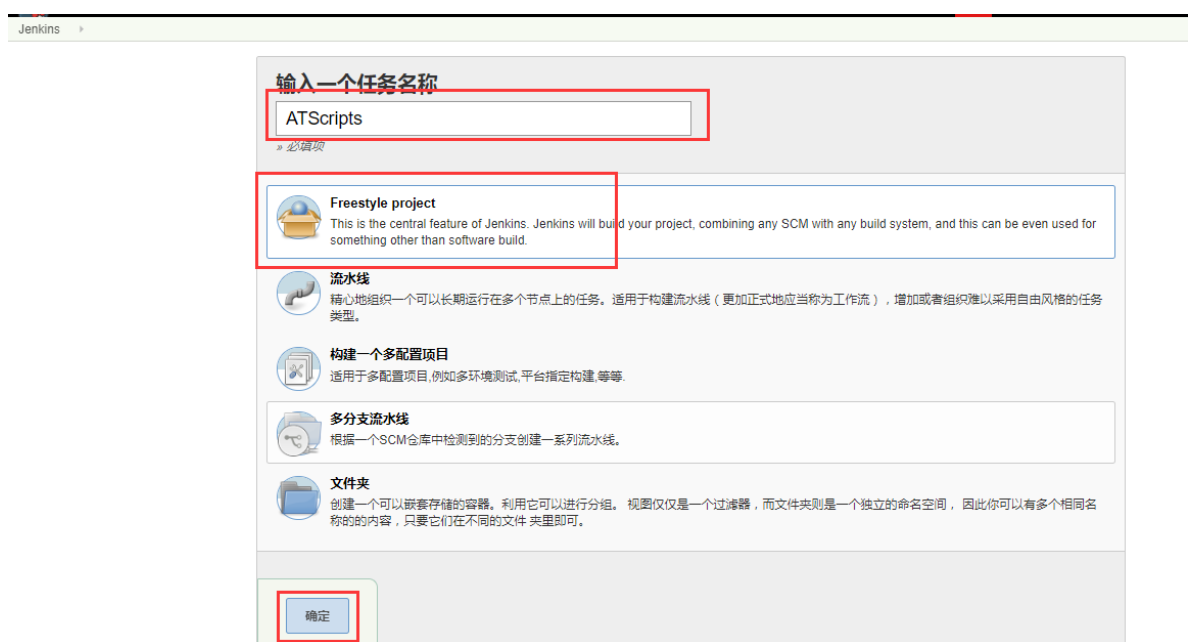 Jenkins
输入一个任务名称
ATScripts
» 必填项
Freestyle project
This is the central feature of Jenkins. Jenkins will build your project, combining any SCM with any build system, and this can be even used for
something other than software build.
流水线
精心地组织一个可以长期运行在多个节点上的任务。适用于构建流水线（更加正式地应当称为工作流），增加或者组织难以采用自由风格的任务
类型。
构建一个多配置项目
适用于多配置项目,例如多环境测试,平台指定构建,等等.
多分支流水线
根据一个SCM仓库中检测到的分支创建一系列流水线。
文件夹
创建一个可以嵌套存储的容器。利用它可以进行分组。 视图仅仅是一个过滤器，而文件夹则是一个独立的命名空间， 因此你可以有多个相同名
称的的内容，只要它们在不同的文件 夹里即可。
确定